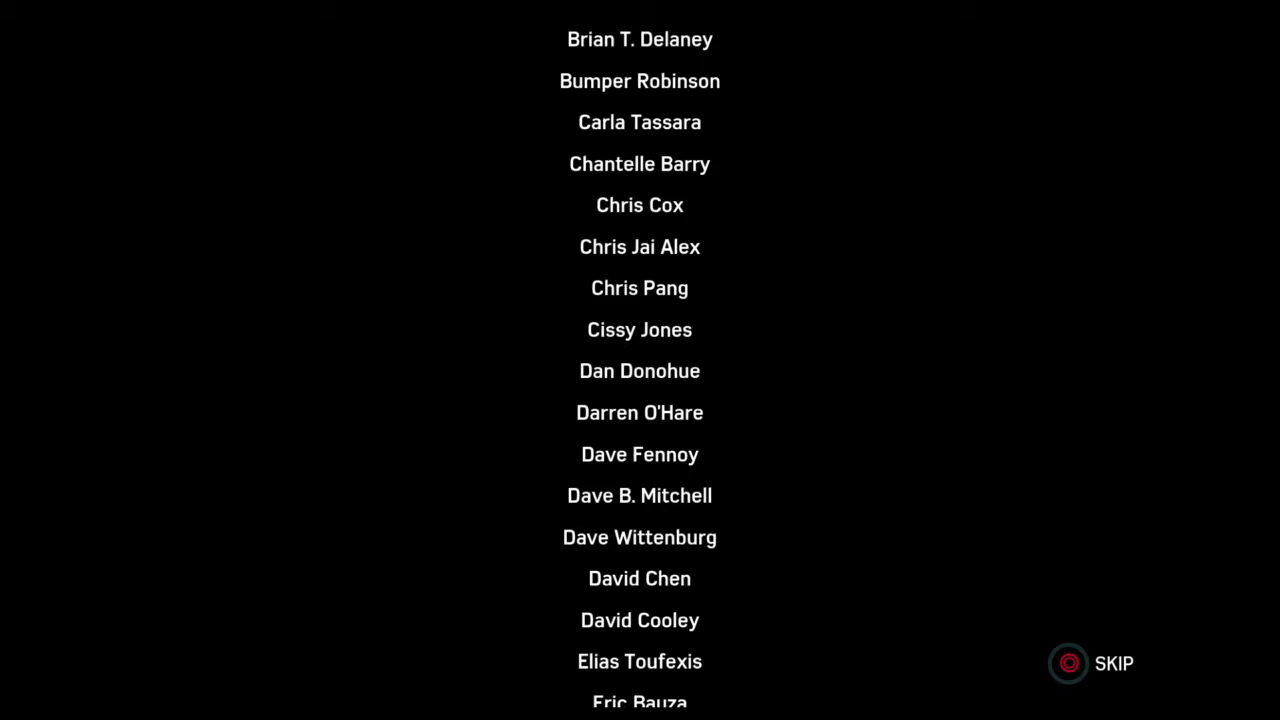 Brian T. Delaney
Bumper Robinson
Carla Tassara
Chantelle Barry
Chris Cox
Chris Jai Alex
Chris Pang
Cissy Jones
Dan Donohue
Darren O'Hare
Dave Fennoy
Dave B. Mitchell
Dave Wittenburg
David Chen
David Cooley
Elias Toufexis
SKIP
Eric Bauza